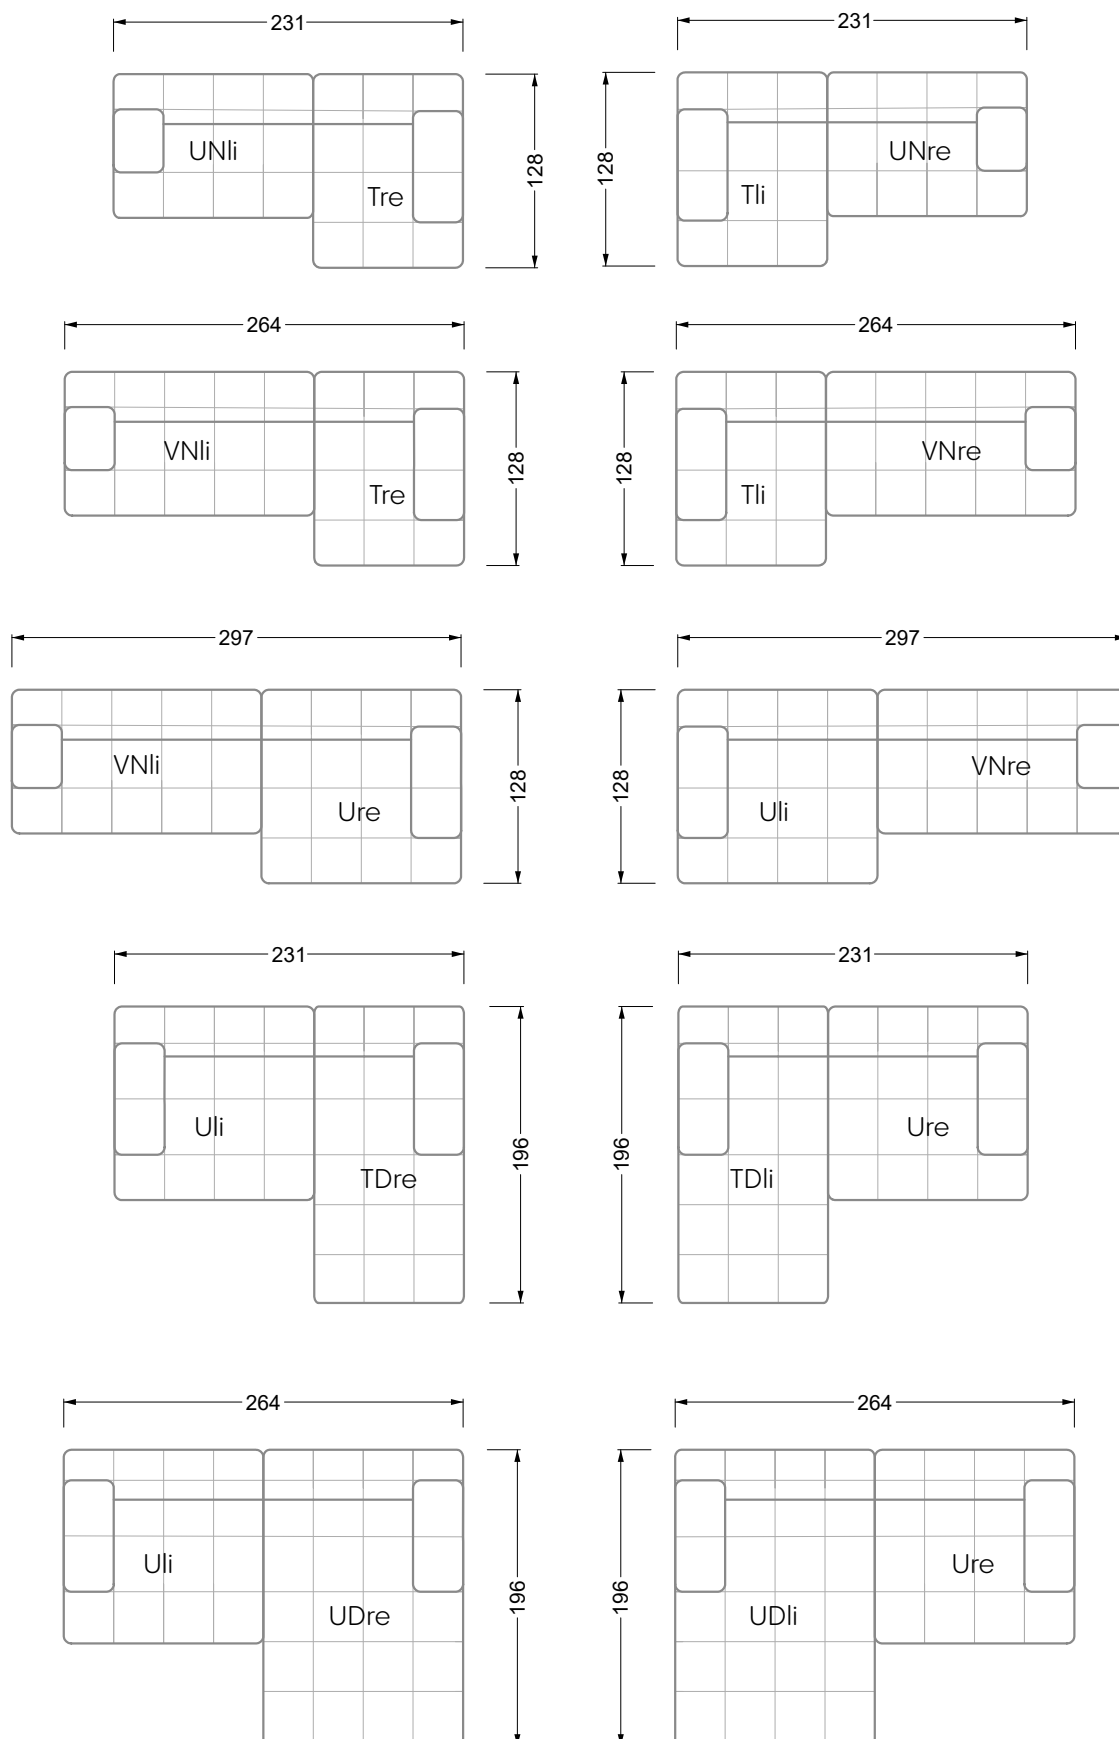 231 231
UNli UNre
128 128
Tre Tli
264 264
VNli VNre
128 128
Tre Tli
297 297
VNli VNre
128 128
Ure Uli
231 231
Uli Ure
196 196
TDre TDli
264 264
Uli Ure
196 196
UDre UDli